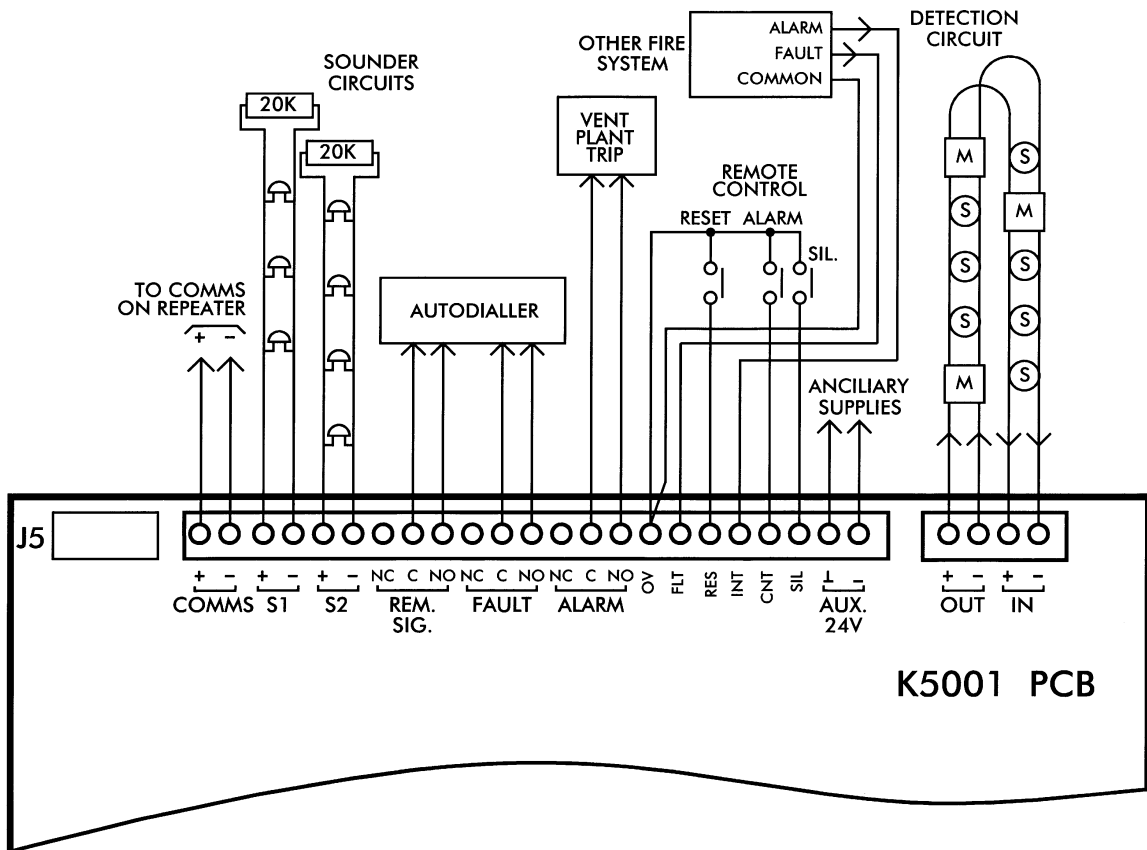 DETECTION
CIRCUIT
OTHER FIRE
SYSTEM
ALARM
FAULT
COMMON
SOUNDER
CIRCUITS
20K
20K
VENT
PLANT
TRIP
REMOTE
CONTROL
RESET ALARM
SIL.
M
S
S
M
S
S
S
S
M
S
TO COMMS
ON REPEATER
+ −
AUTODIALLER
ANCILIARY
SUPPLIES
J5
+ − + − + − NC C NO NC C NO NC C NO OV FLT RES INT CNT SIL + − + − + −
COMMS S1 S2 REM. SIG. FAULT ALARM AUX. 24V OUT IN
K5001 PCB